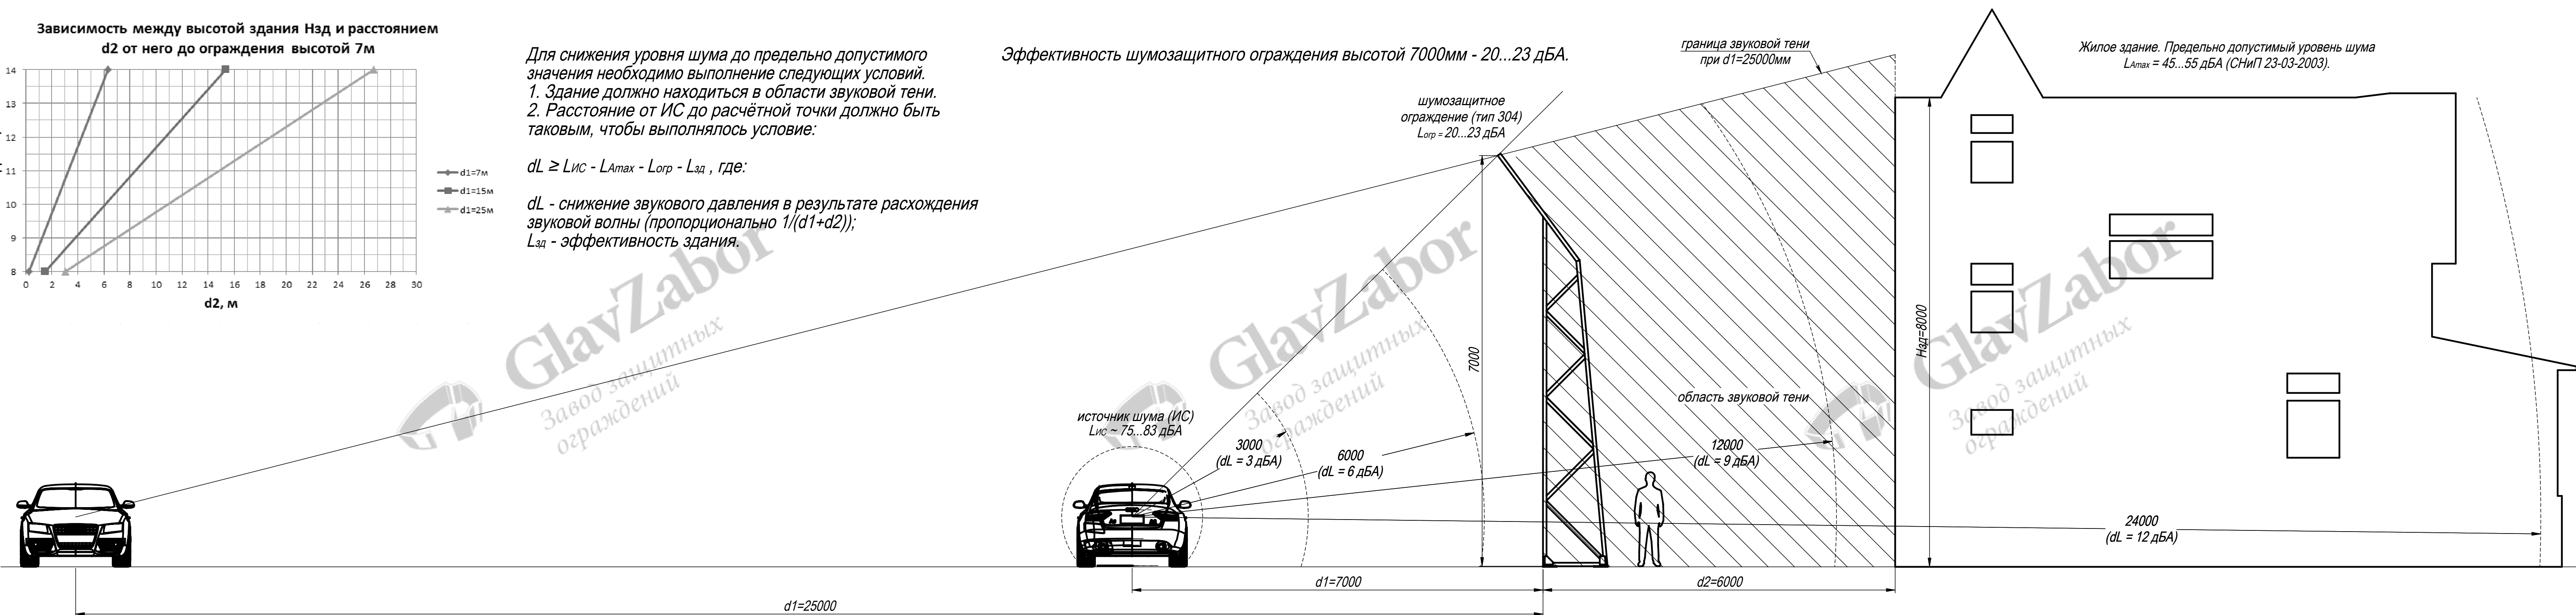 Зависимость между высотой здания Нзд и расстоянием
d2 от него до ограждения высотой 7м
14
13
12
11
10
9
8
0 2 4 6 8 10 12 14 16 18 20 22 24 26 28 30
d2, м
d1=7м
d1=15м
d1=25м
Для снижения уровня шума до предельно допустимого
значения необходимо выполнение следующих условий.
1. Здание должно находиться в области звуковой тени.
2. Расстояние от ИС до расчётной точки должно быть
таковым, чтобы выполнялось условие:
dL ≥ LИС - LAmax - Lогр - Lзд , где:
dL - снижение звукового давления в результате расхождения
звуковой волны (пропорционально 1/(d1+d2));
Lзд - эффективность здания.
Эффективность шумозащитного ограждения высотой 7000мм - 20...23 дБА.
граница звуковой тени
при d1=25000мм
Жилое здание. Предельно допустимый уровень шума
LAmax = 45...55 дБА (СНиП 23-03-2003).
шумозащитное
ограждение (тип 304)
Lогр = 20...23 дБА
7000
Нзд=8000
область звуковой тени
источник шума (ИС)
LИС ~ 75...83 дБА
3000
(dL = 3 дБА)
6000
(dL = 6 дБА)
12000
(dL = 9 дБА)
24000
(dL = 12 дБА)
d1=7000
d2=6000
d1=25000
GlavZabor
Завод защитных
ограждений
GlavZabor
Завод защитных
ограждений
GlavZabor
Завод защитных
ограждений